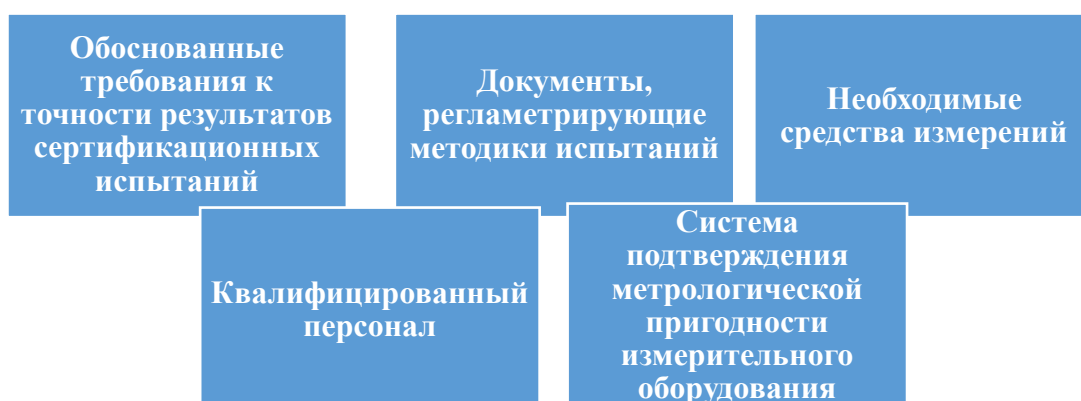 Обоснованные
требования к
точности результатов
сертификационных
испытаний
Документы,
регламетрирующие
методики испытаний
Необходимые
средства измерений
Квалифицированный
персонал
Система
подтверждения
метрологической
пригодности
измерительного
оборудования